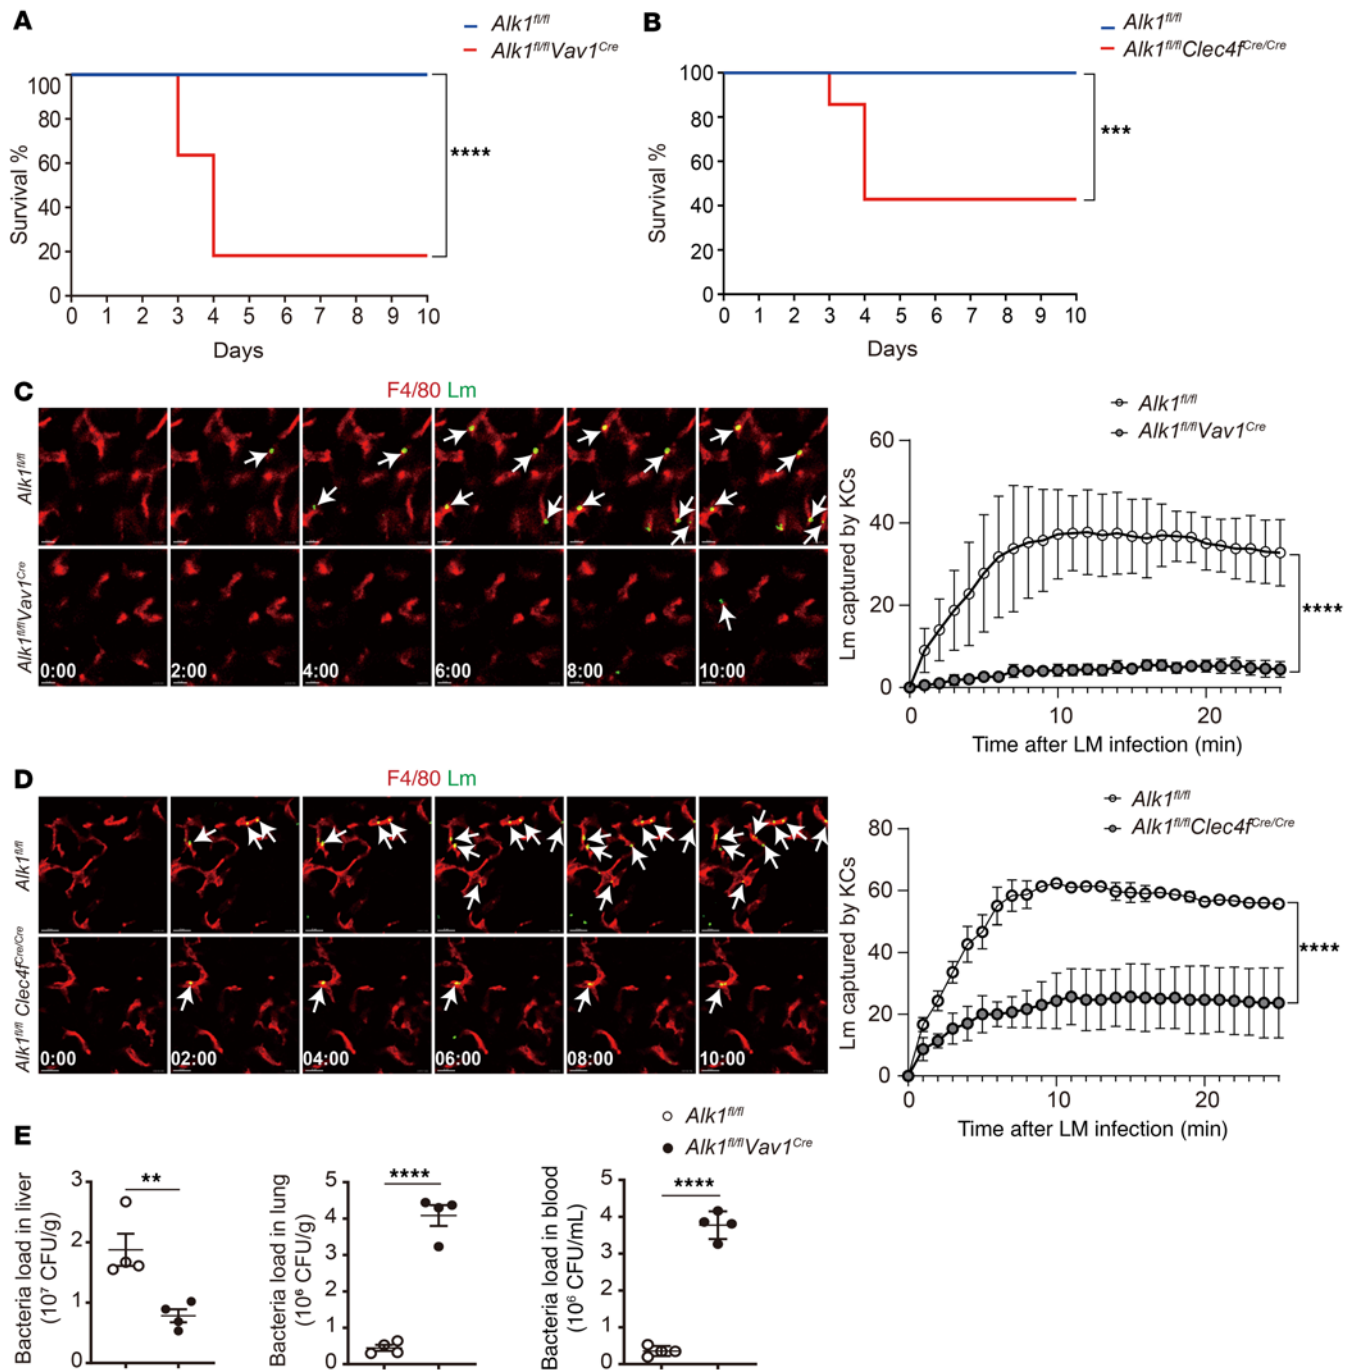 A
Alk1fl/fl
Alk1fl/flVav1Cre
Survival %
100
80
60
40
20
0
0 1 2 3 4 5 6 7 8 9 10
Days
****
B
Alk1fl/fl
Alk1fl/flClec4fCre/Cre
Survival %
100
80
60
40
20
0
0 1 2 3 4 5 6 7 8 9 10
Days
***
C
F4/80 Lm
Alk1fl/fl
Alk1fl/flVav1Cre
0:00 2:00 4:00 6:00 8:00 10:00
Alk1fl/fl
Alk1fl/flVav1Cre
Lm captured by KCs
60
40
20
0
0 10 20
Time after LM infection (min)
****
D
F4/80 Lm
Alk1fl/fl
Alk1fl/fl Clec4fCre/Cre
0:00 02:00 04:00 06:00 08:00 10:00
Alk1fl/fl
Alk1fl/flClec4fCre/Cre
Lm captured by KCs
80
60
40
20
0
0 10 20
Time after LM infection (min)
****
E
Alk1fl/fl
Alk1fl/flVav1Cre
Bacteria load in liver
(10⁷ CFU/g)
3
2
1
0
**
Bacteria load in lung
(10⁶ CFU/g)
5
4
3
2
1
0
****
Bacteria load in blood
(10⁶ CFU/mL)
5
4
3
2
1
0
****